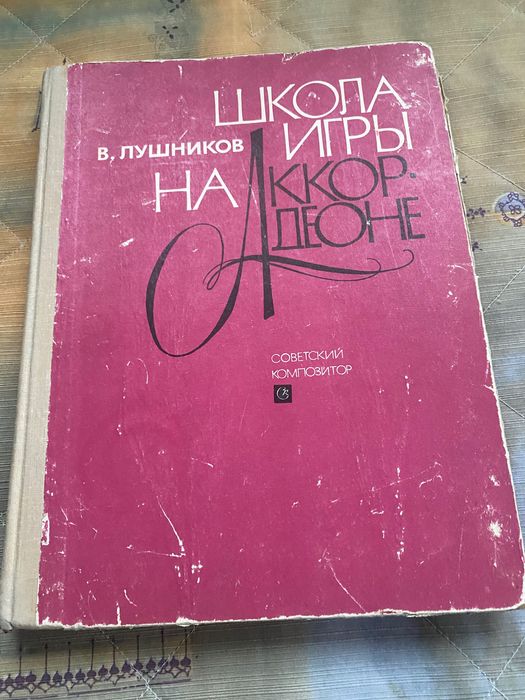 ШКОЛА
В. ЛУШНИКОВ ИГРЫ
НА АККОР-
ДЕОНЕ
СОВЕТСКИЙ
КОМПОЗИТОР